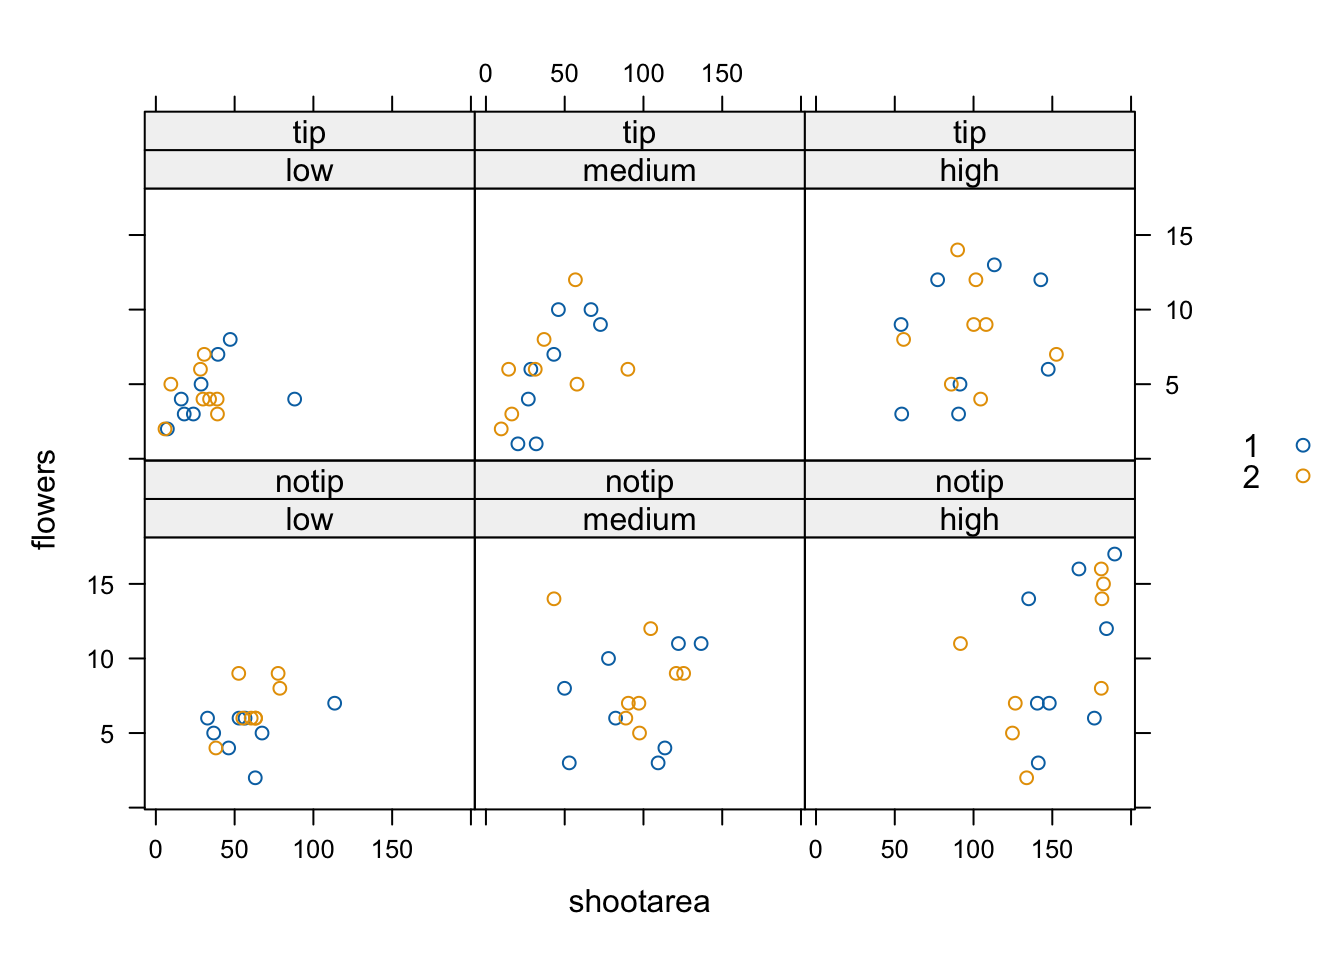 0 50 100 150
tip tip tip
low medium high
15
10
5
flowers
1
2
notip notip notip
low medium high
15
10
5
0 50 100 150 0 50 100 150
shootarea